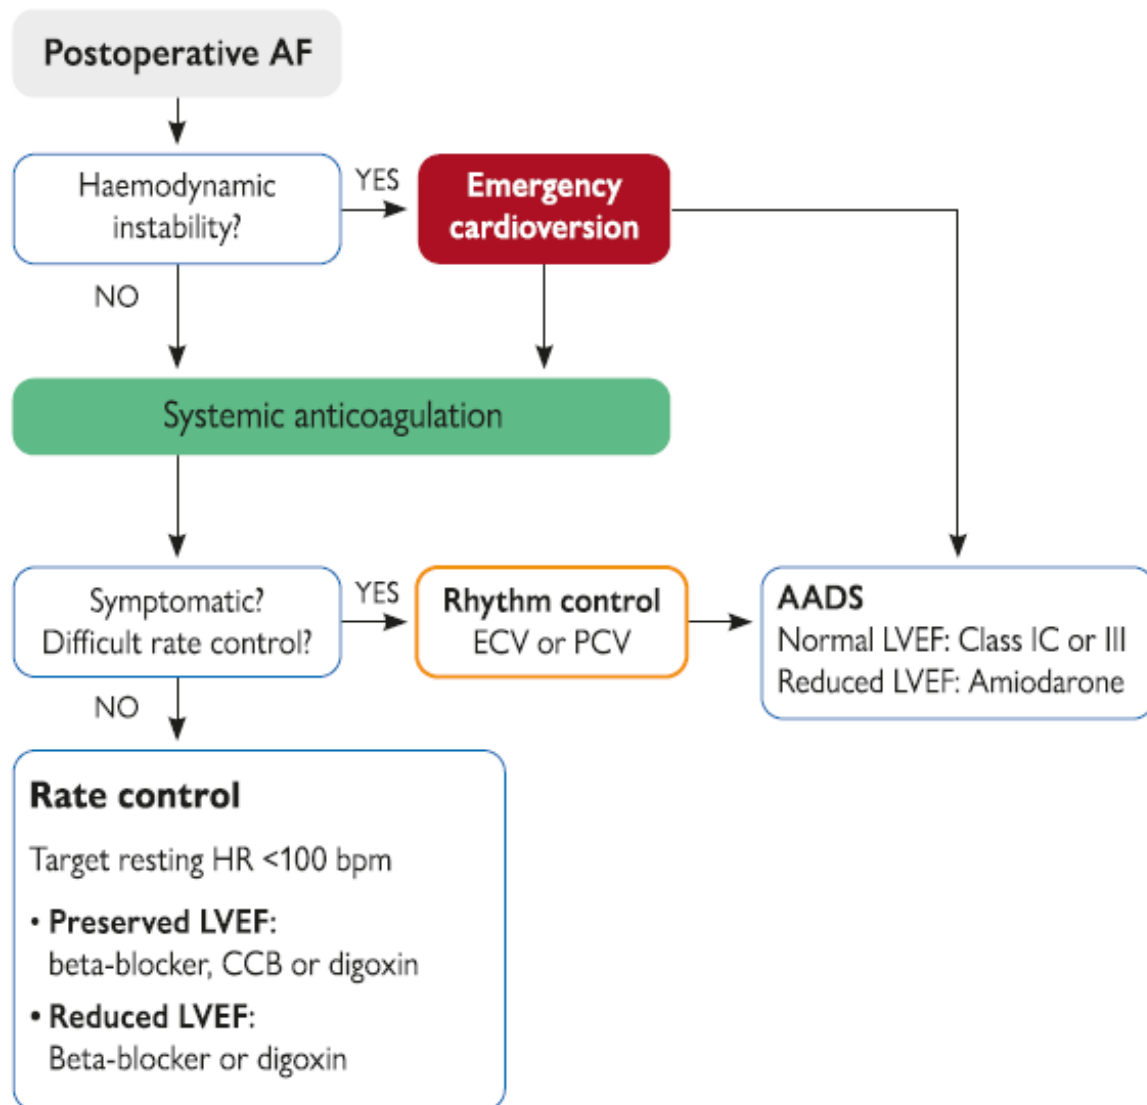 Postoperative AF
Haemodynamic
instability?
YES
Emergency
cardioversion
NO
Systemic anticoagulation
Symptomatic?
Difficult rate control?
YES
Rhythm control
ECV or PCV
AADS
Normal LVEF: Class IC or III
Reduced LVEF: Amiodarone
NO
Rate control
Target resting HR <100 bpm
• Preserved LVEF:
beta-blocker, CCB or digoxin
• Reduced LVEF:
Beta-blocker or digoxin